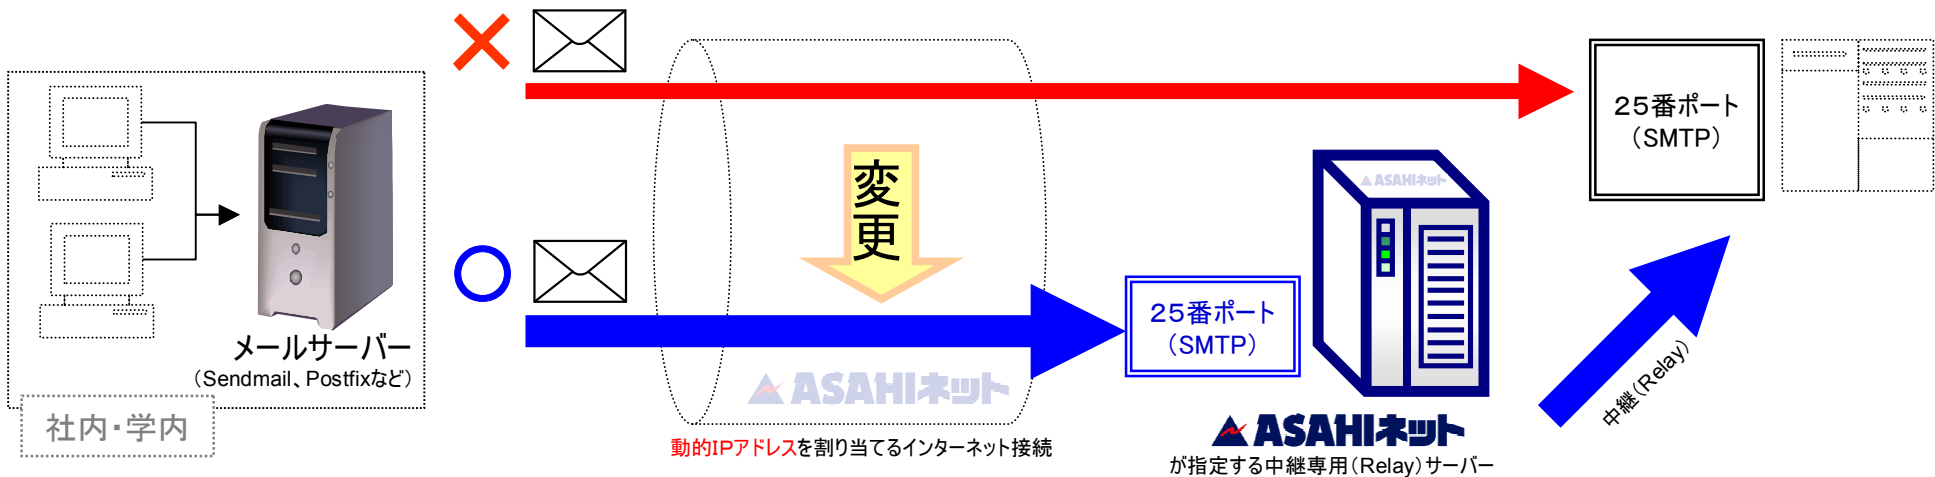 メールサーバー
（Sendmail、Postfixなど）
社内・学内
変
更
ASAHIネット
動的IPアドレスを割り当てるインターネット接続
25番ポート
（SMTP）
ASAHIネット
ASAHIネット
が指定する中継専用（Relay）サーバー
25番ポート
（SMTP）
中継（Relay）